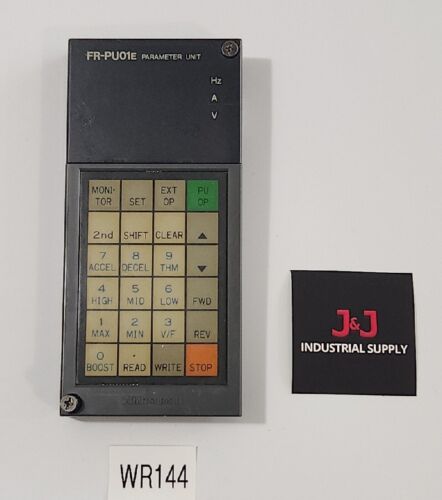 FR-PU01E PARAMETER UNIT
Hz
A
V
MONI-
TOR
SET
EXT
OP
PU
OP
2nd
SHIFT
CLEAR
▲
7
ACCEL
8
DECEL
9
THM
▼
4
HIGH
5
MID
6
LOW
FWD
1
MAX
2
MIN
3
V/F
REV
0
BOOST
.
READ
WRITE
STOP
J&J
INDUSTRIAL SUPPLY
WR144